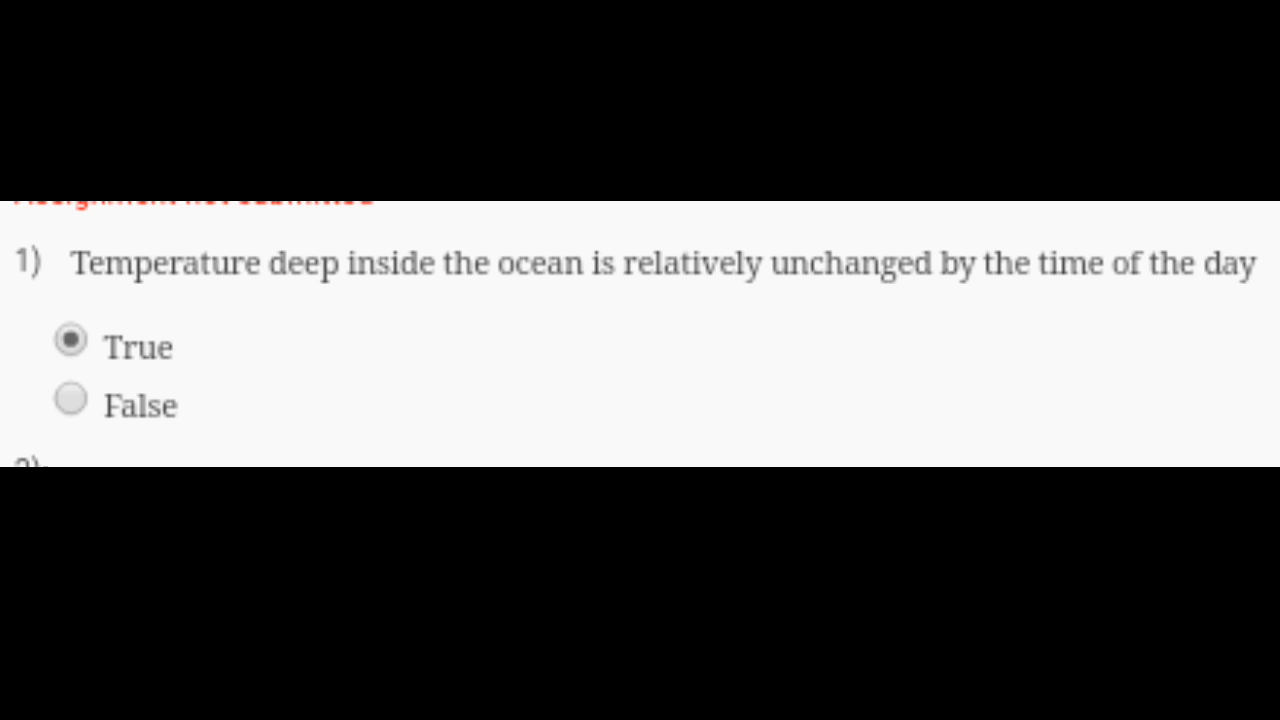 1) Temperature deep inside the ocean is relatively unchanged by the time of the day
True
False